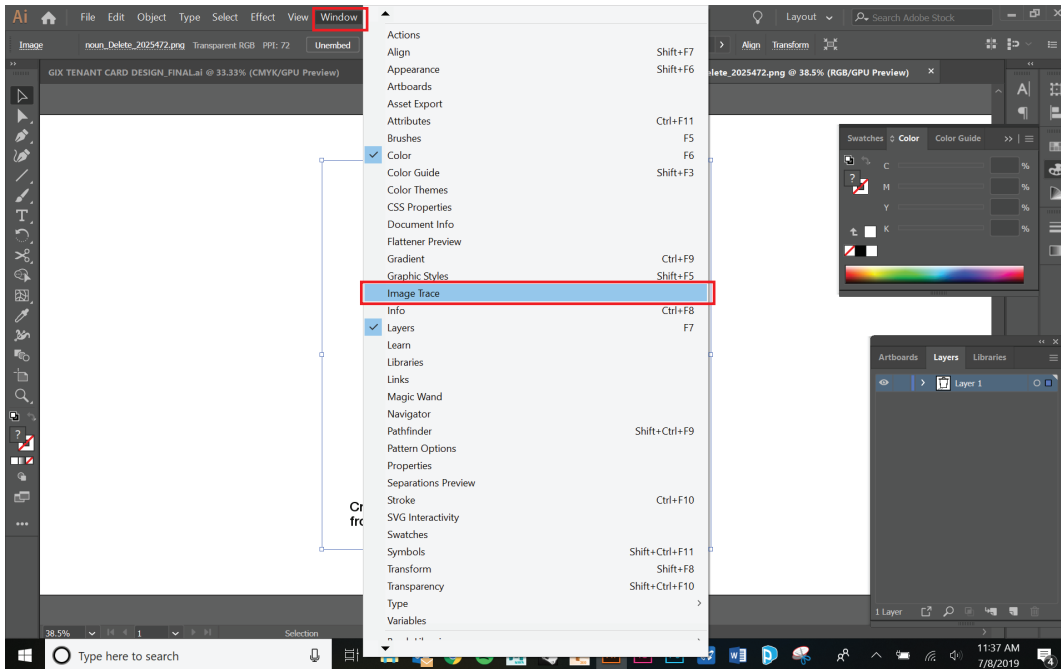 Ai File Edit Object Type Select Effect View Window Layout Search Adobe Stock
Image noun_Delete_2025472.png Transparent RGB PPI: 72 Unembed Align Transform
GIX TENANT CARD DESIGN_FINAL.ai @ 33.33% (CMYK/GPU Preview) elete_2025472.png @ 38.5% (RGB/GPU Preview) ×
Actions
Align Shift+F7
Appearance Shift+F6
Artboards
Asset Export
Attributes Ctrl+F11
Brushes F5
Color F6
Color Guide Shift+F3
Color Themes
CSS Properties
Document Info
Flattener Preview
Gradient Ctrl+F9
Graphic Styles Shift+F5
Image Trace
Info Ctrl+F8
Layers F7
Learn
Libraries
Links
Magic Wand
Navigator
Pathfinder Shift+Ctrl+F9
Pattern Options
Properties
Separations Preview
Stroke Ctrl+F10
SVG Interactivity
Swatches
Symbols Shift+Ctrl+F11
Transform Shift+F8
Transparency Shift+Ctrl+F10
Type
Variables
Swatches Color Color Guide
C %
M %
Y %
K %
?
Artboards Layers Libraries
Layer 1
1 Layer
Cr
fro
38.5% 1 Selection
Type here to search
11:37 AM
7/8/2019